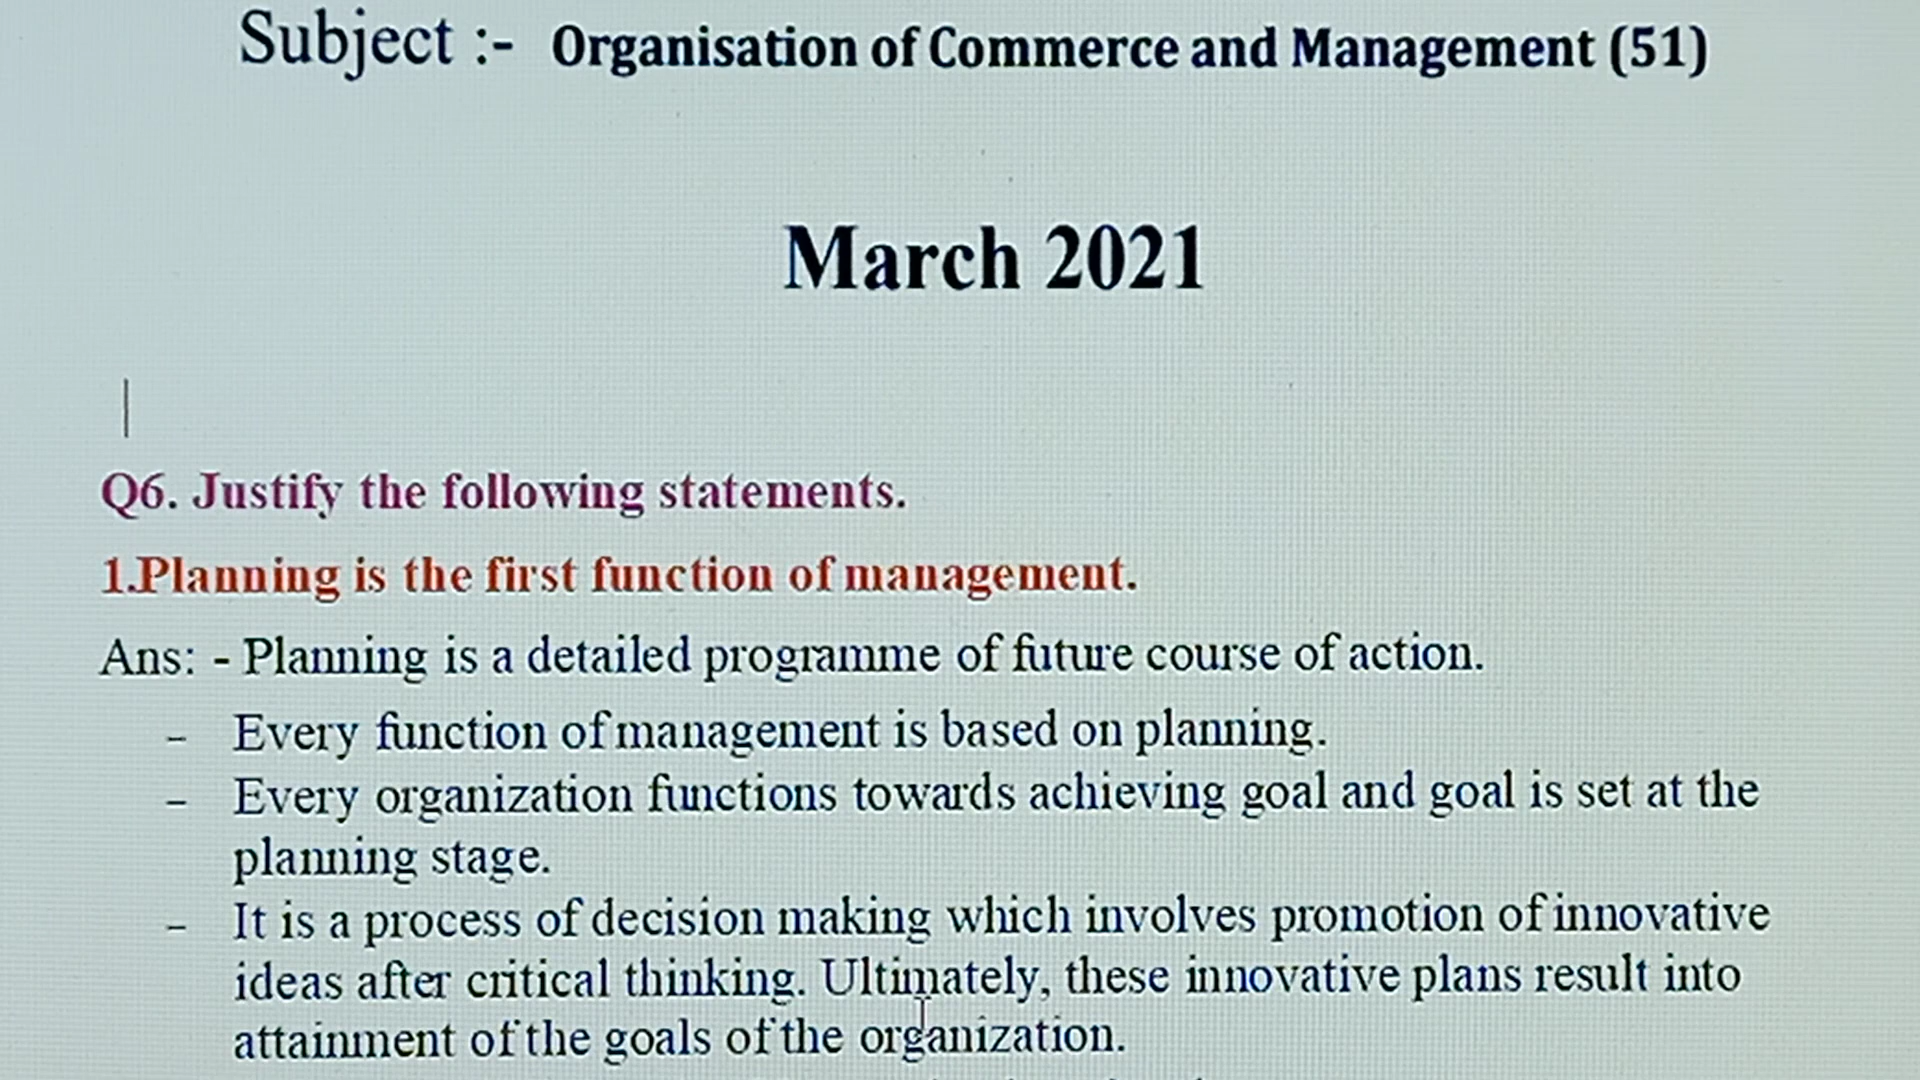 Subject :- Organisation of Commerce and Management (51)
March 2021
Q6. Justify the following statements.
1.Planning is the first function of management.
Ans: - Planning is a detailed programme of future course of action.
- Every function of management is based on planning.
- Every organization functions towards achieving goal and goal is set at the
planning stage.
- It is a process of decision making which involves promotion of innovative
ideas after critical thinking. Ultimately, these innovative plans result into
attainment of the goals of the organization.